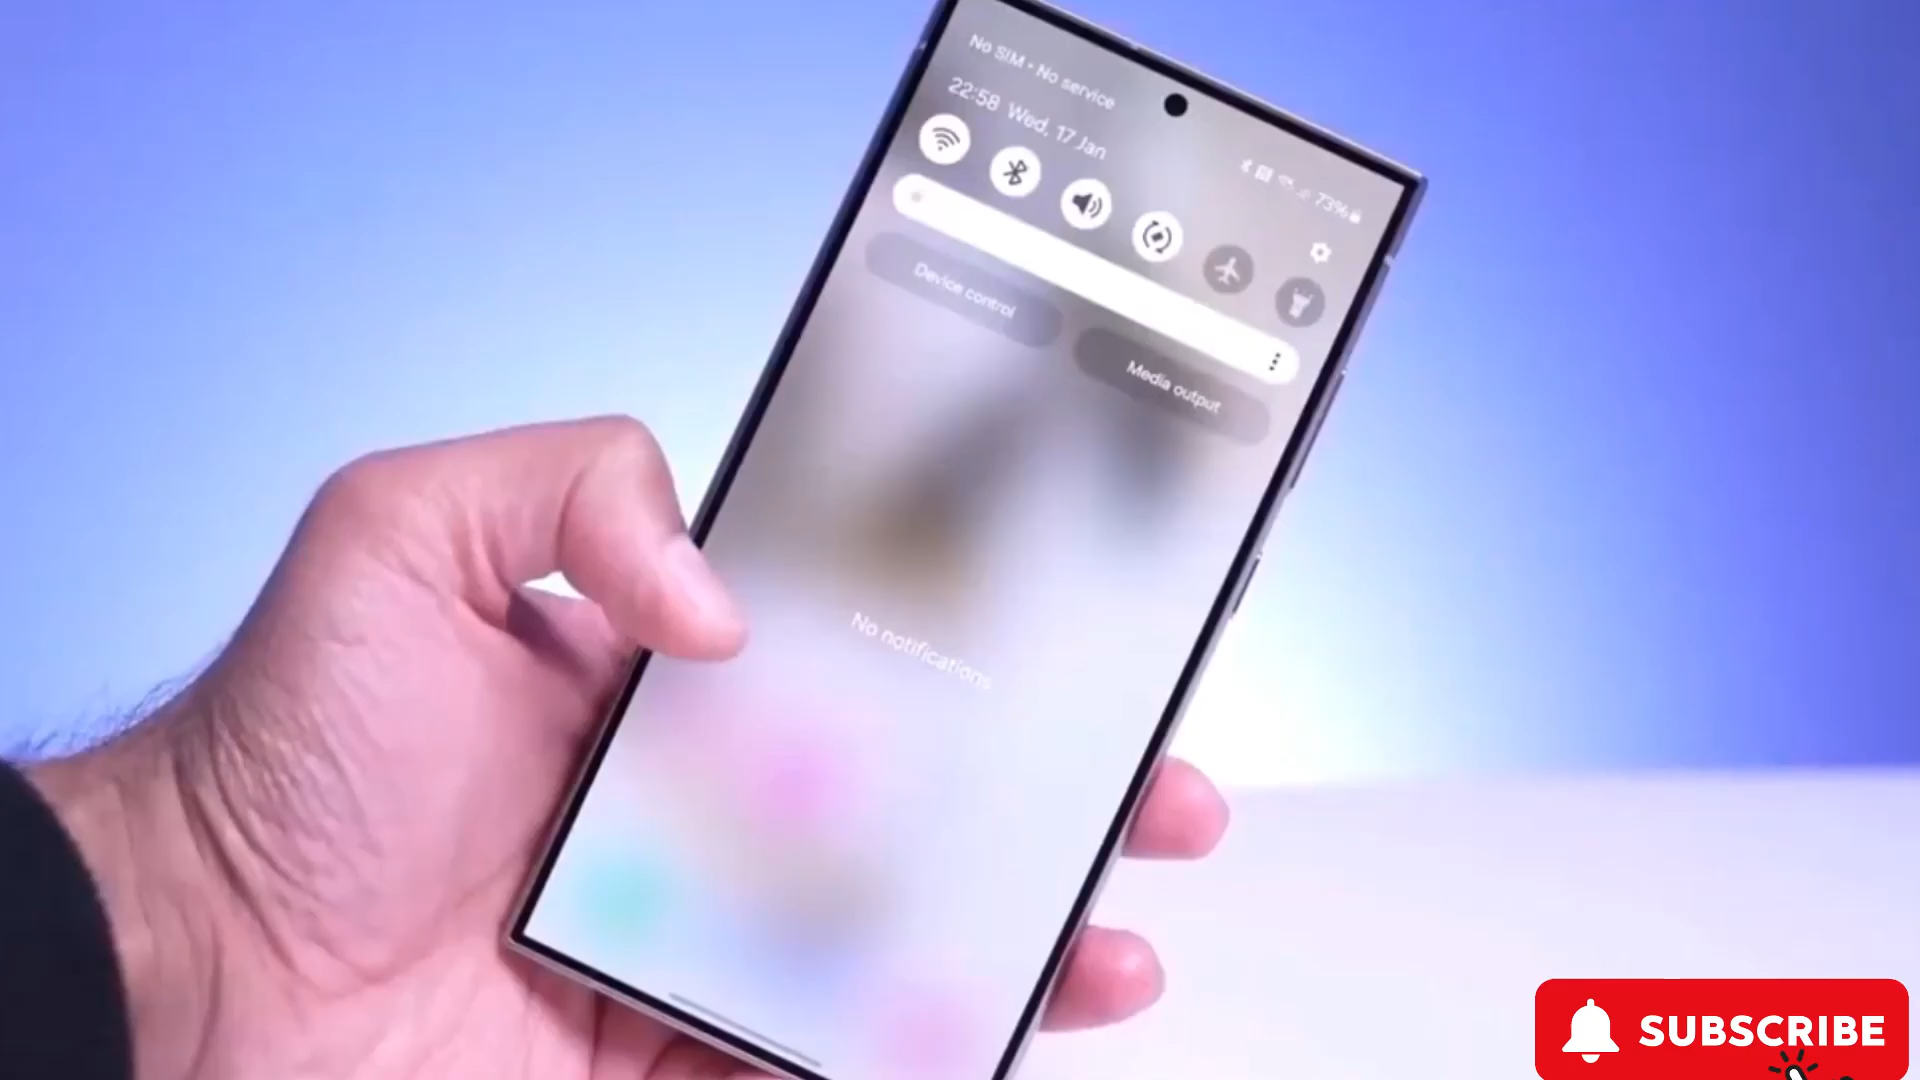 No SIM • No service
22:58 Wed, 17 Jan
73%
Device control
Media output
No notifications
SUBSCRIBE